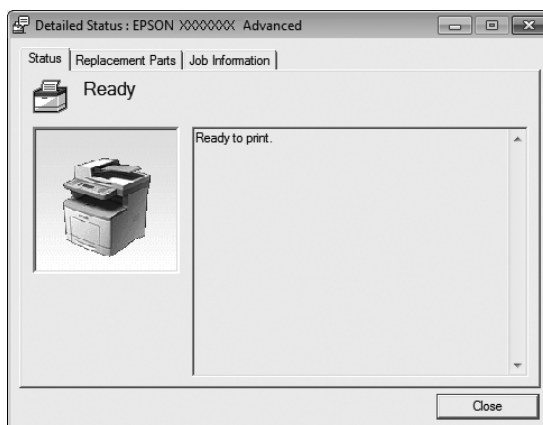 Detailed Status : EPSON XXXXXXX Advanced
Status Replacement Parts Job Information
Ready
Ready to print.
Close